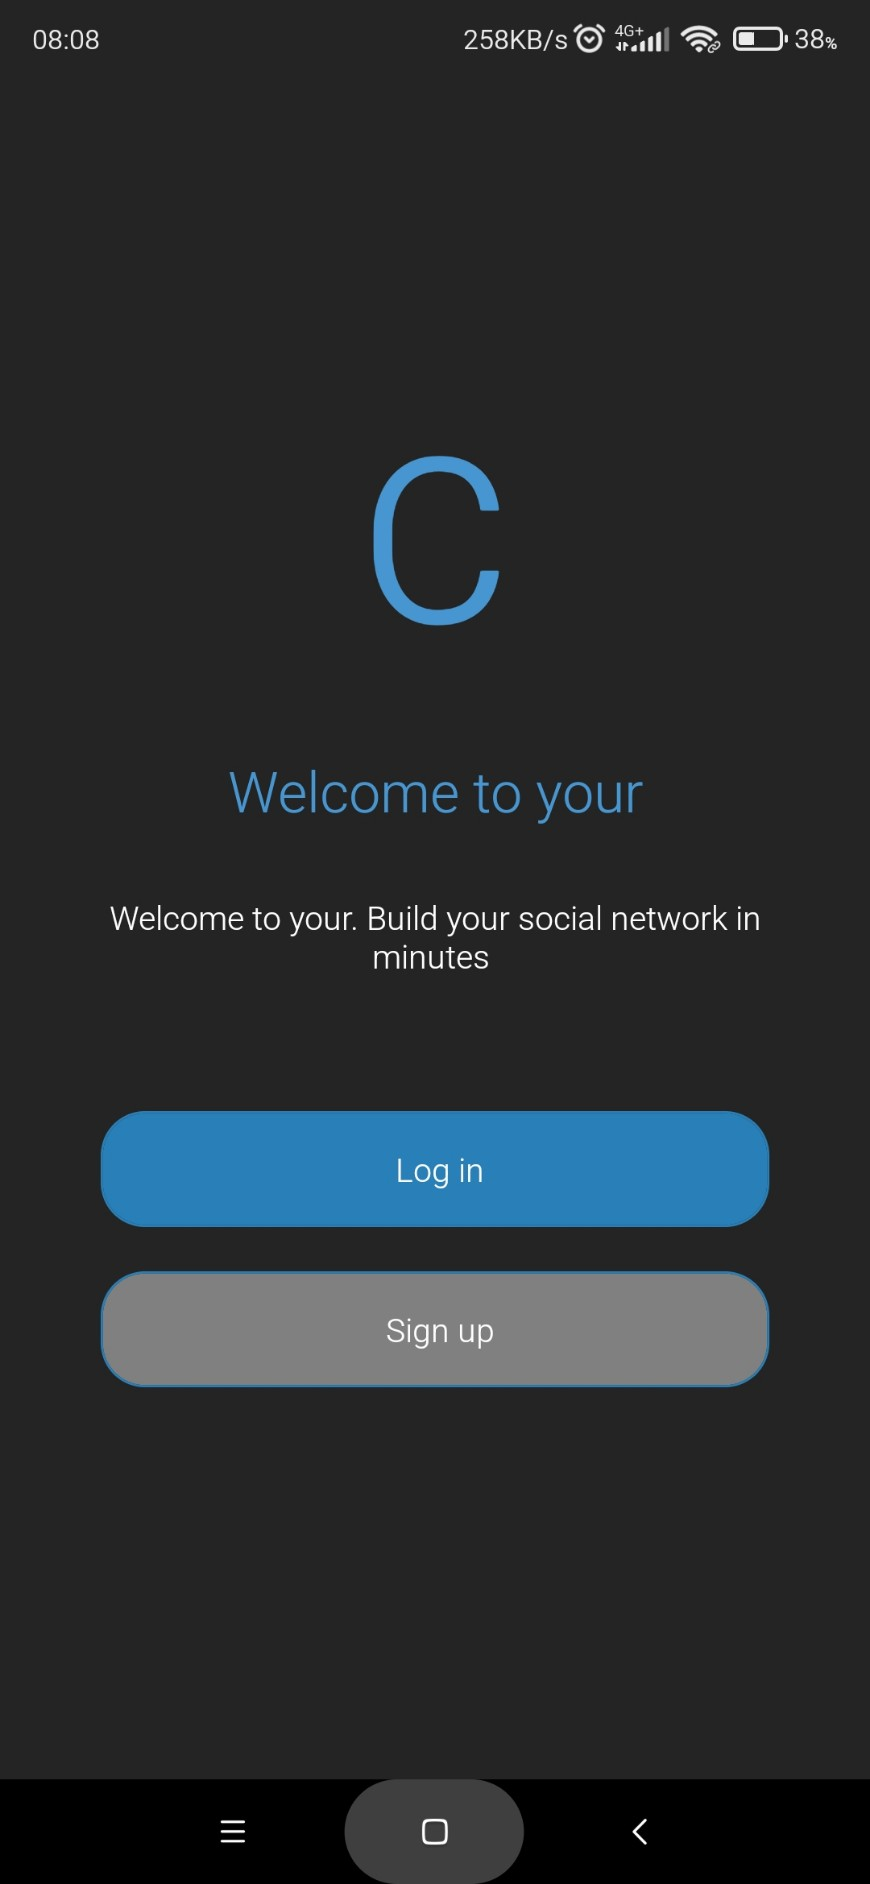 08:08 258KB/s 4G+ 38%
C
Welcome to your
Welcome to your. Build your social network in
minutes
Log in
Sign up